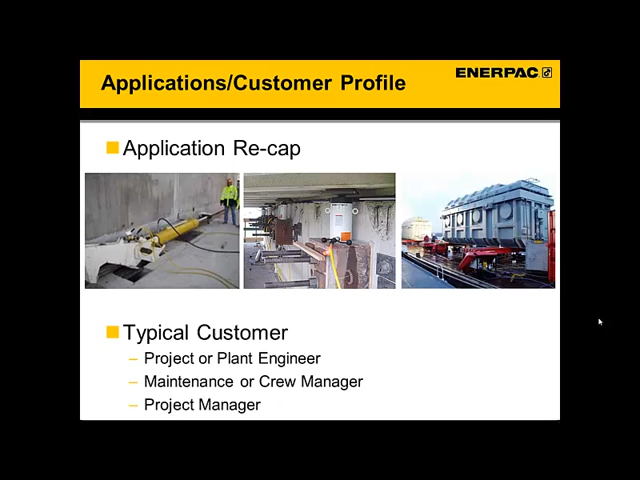 Applications/Customer Profile
ENERPAC
Application Re-cap
Typical Customer
– Project or Plant Engineer
– Maintenance or Crew Manager
– Project Manager